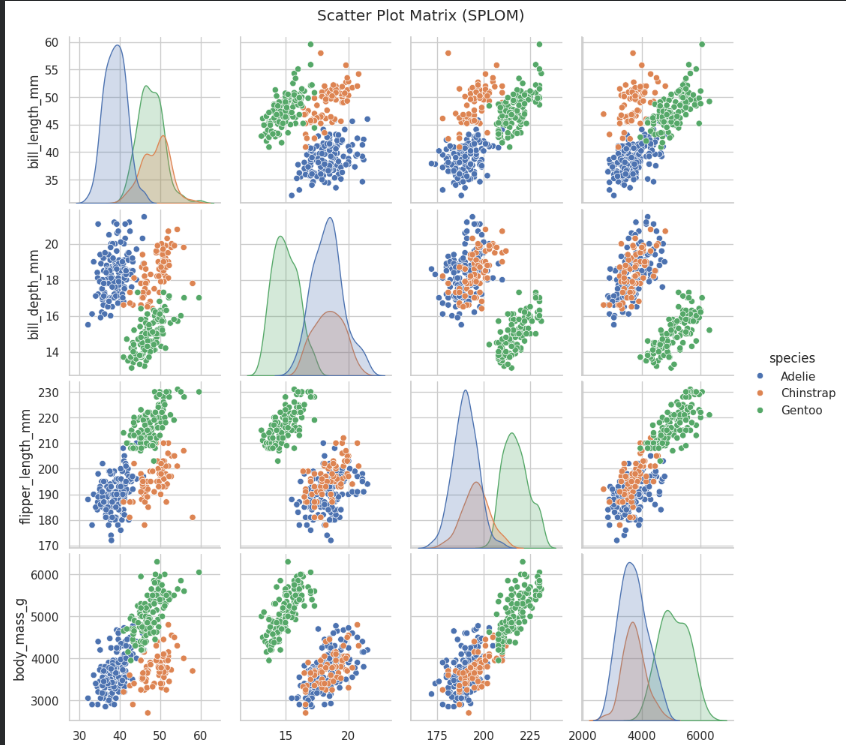 Scatter Plot Matrix (SPLOM)
60
55
50
45
40
35
bill_length_mm
20
18
16
14
bill_depth_mm
species
Adelie
Chinstrap
Gentoo
230
220
210
200
190
180
170
flipper_length_mm
6000
5000
4000
3000
body_mass_g
30 40 50 60 15 20 175 200 225 2000 4000 6000